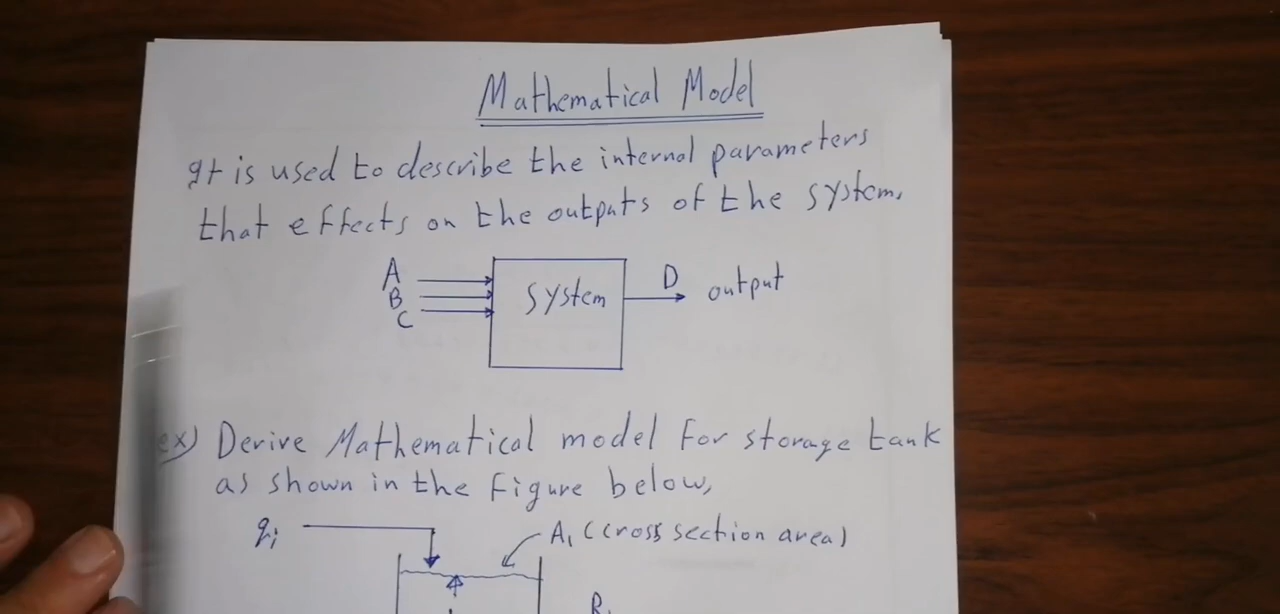 Mathematical Model
It is used to describe the internal parameters
that effects on the outputs of the system.
A
B
C
System
D
output
ex) Derive Mathematical model For storage tank
as shown in the Figure below,
qi
A1 (cross section area)
R1